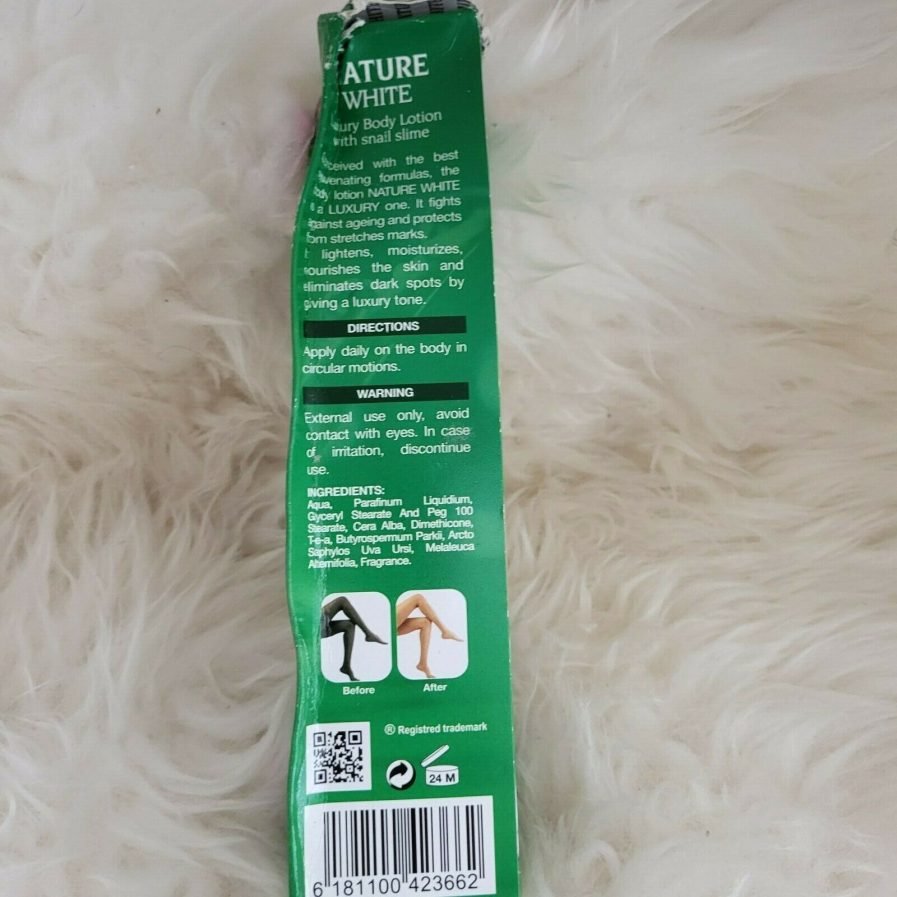 ATURE
WHITE
ury Body Lotion
with snail slime
ceived with the best
venating formulas, the
body lotion NATURE WHITE
a LUXURY one. It fights
against ageing and protects
from stretches marks.
lightens, moisturizes,
nourishes the skin and
eliminates dark spots by
giving a luxury tone.
DIRECTIONS
Apply daily on the body in
circular motions.
WARNING
External use only, avoid
contact with eyes. In case
of irritation, discontinue
use.
INGREDIENTS:
Aqua, Parafinum Liquidium,
Glyceryl Stearate And Peg 100
Stearate, Cera Alba, Dimethicone,
T-e-a, Butyrospermum Parkii, Arcto
Saphylos Uva Ursi, Melaleuca
Alternifolia, Fragrance.
Before After
® Registred trademark
24 M
6 181100 423662